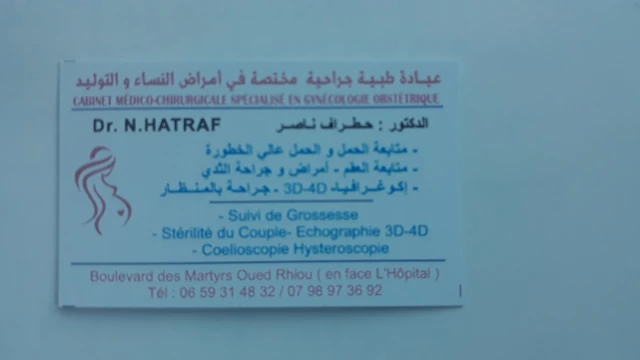 عيادة طبية جراحية مختصة في أمراض النساء و التوليد
CABINET MÉDICO-CHIRURGICALE SPÉCIALISÉ EN GYNÉCOLOGIE OBSTÉTRIQUE
Dr. N.HATRAF الدكتور : حطراف ناصر
- متابعة الحمل و الحمل عالي الخطورة
- متابعة العقم - أمراض و جراحة الثدي
- إكوغرافيا 3D-4D - جراحة بالمنظار
- Suivi de Grossesse
- Stérilité du Couple- Echographie 3D-4D
- Coelioscopie Hysteroscopie
Boulevard des Martyrs Oued Rhiou ( en face L'Hôpital )
Tél : 06 59 31 48 32 / 07 98 97 36 92